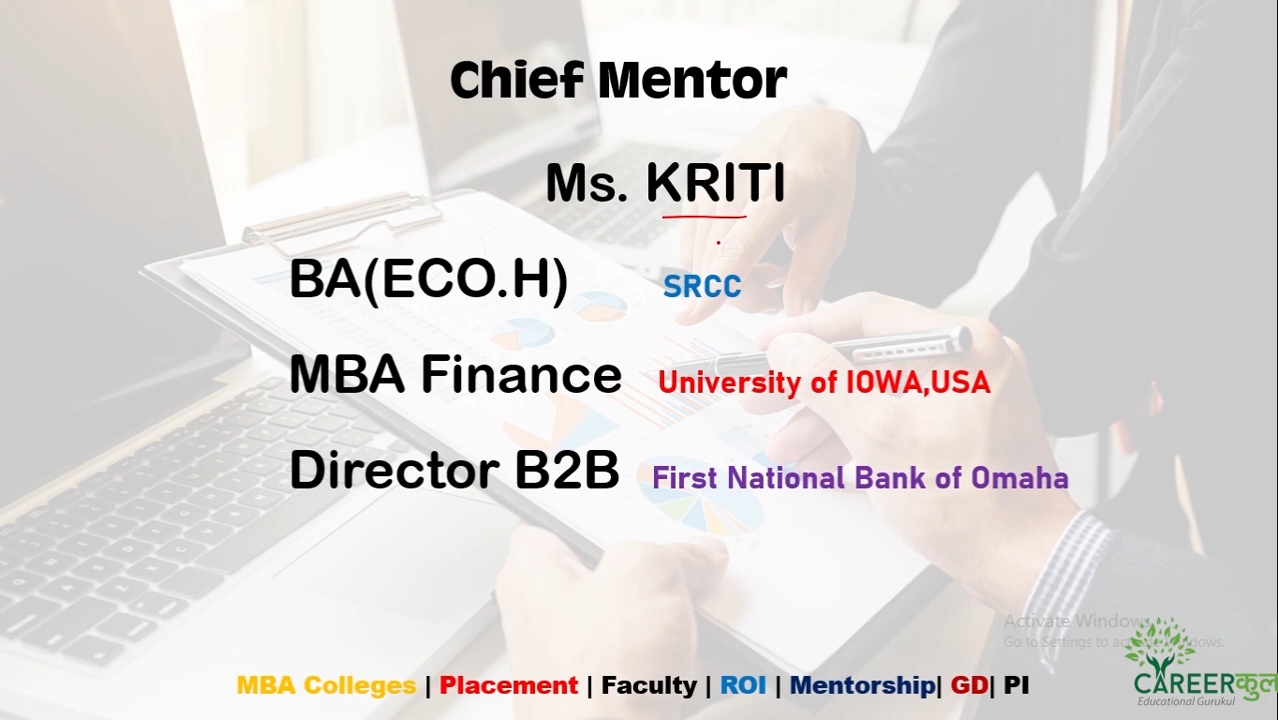 Chief Mentor
Ms. KRITI
BA(ECO.H) SRCC
MBA Finance University of IOWA,USA
Director B2B First National Bank of Omaha
Activate Windows
Go to Settings to activate Windows.
MBA Colleges | Placement | Faculty | ROI | Mentorship| GD| PI
CAREERकुल
Educational Gurukul